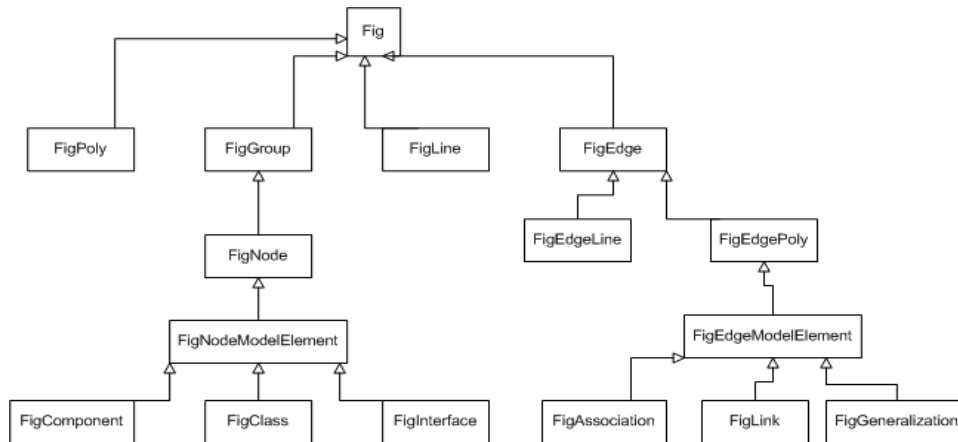 Fig
FigPoly
FigGroup
FigLine
FigEdge
FigEdgeLine
FigEdgePoly
FigNode
FigNodeModelElement
FigEdgeModelElement
FigComponent
FigClass
FigInterface
FigAssociation
FigLink
FigGeneralization